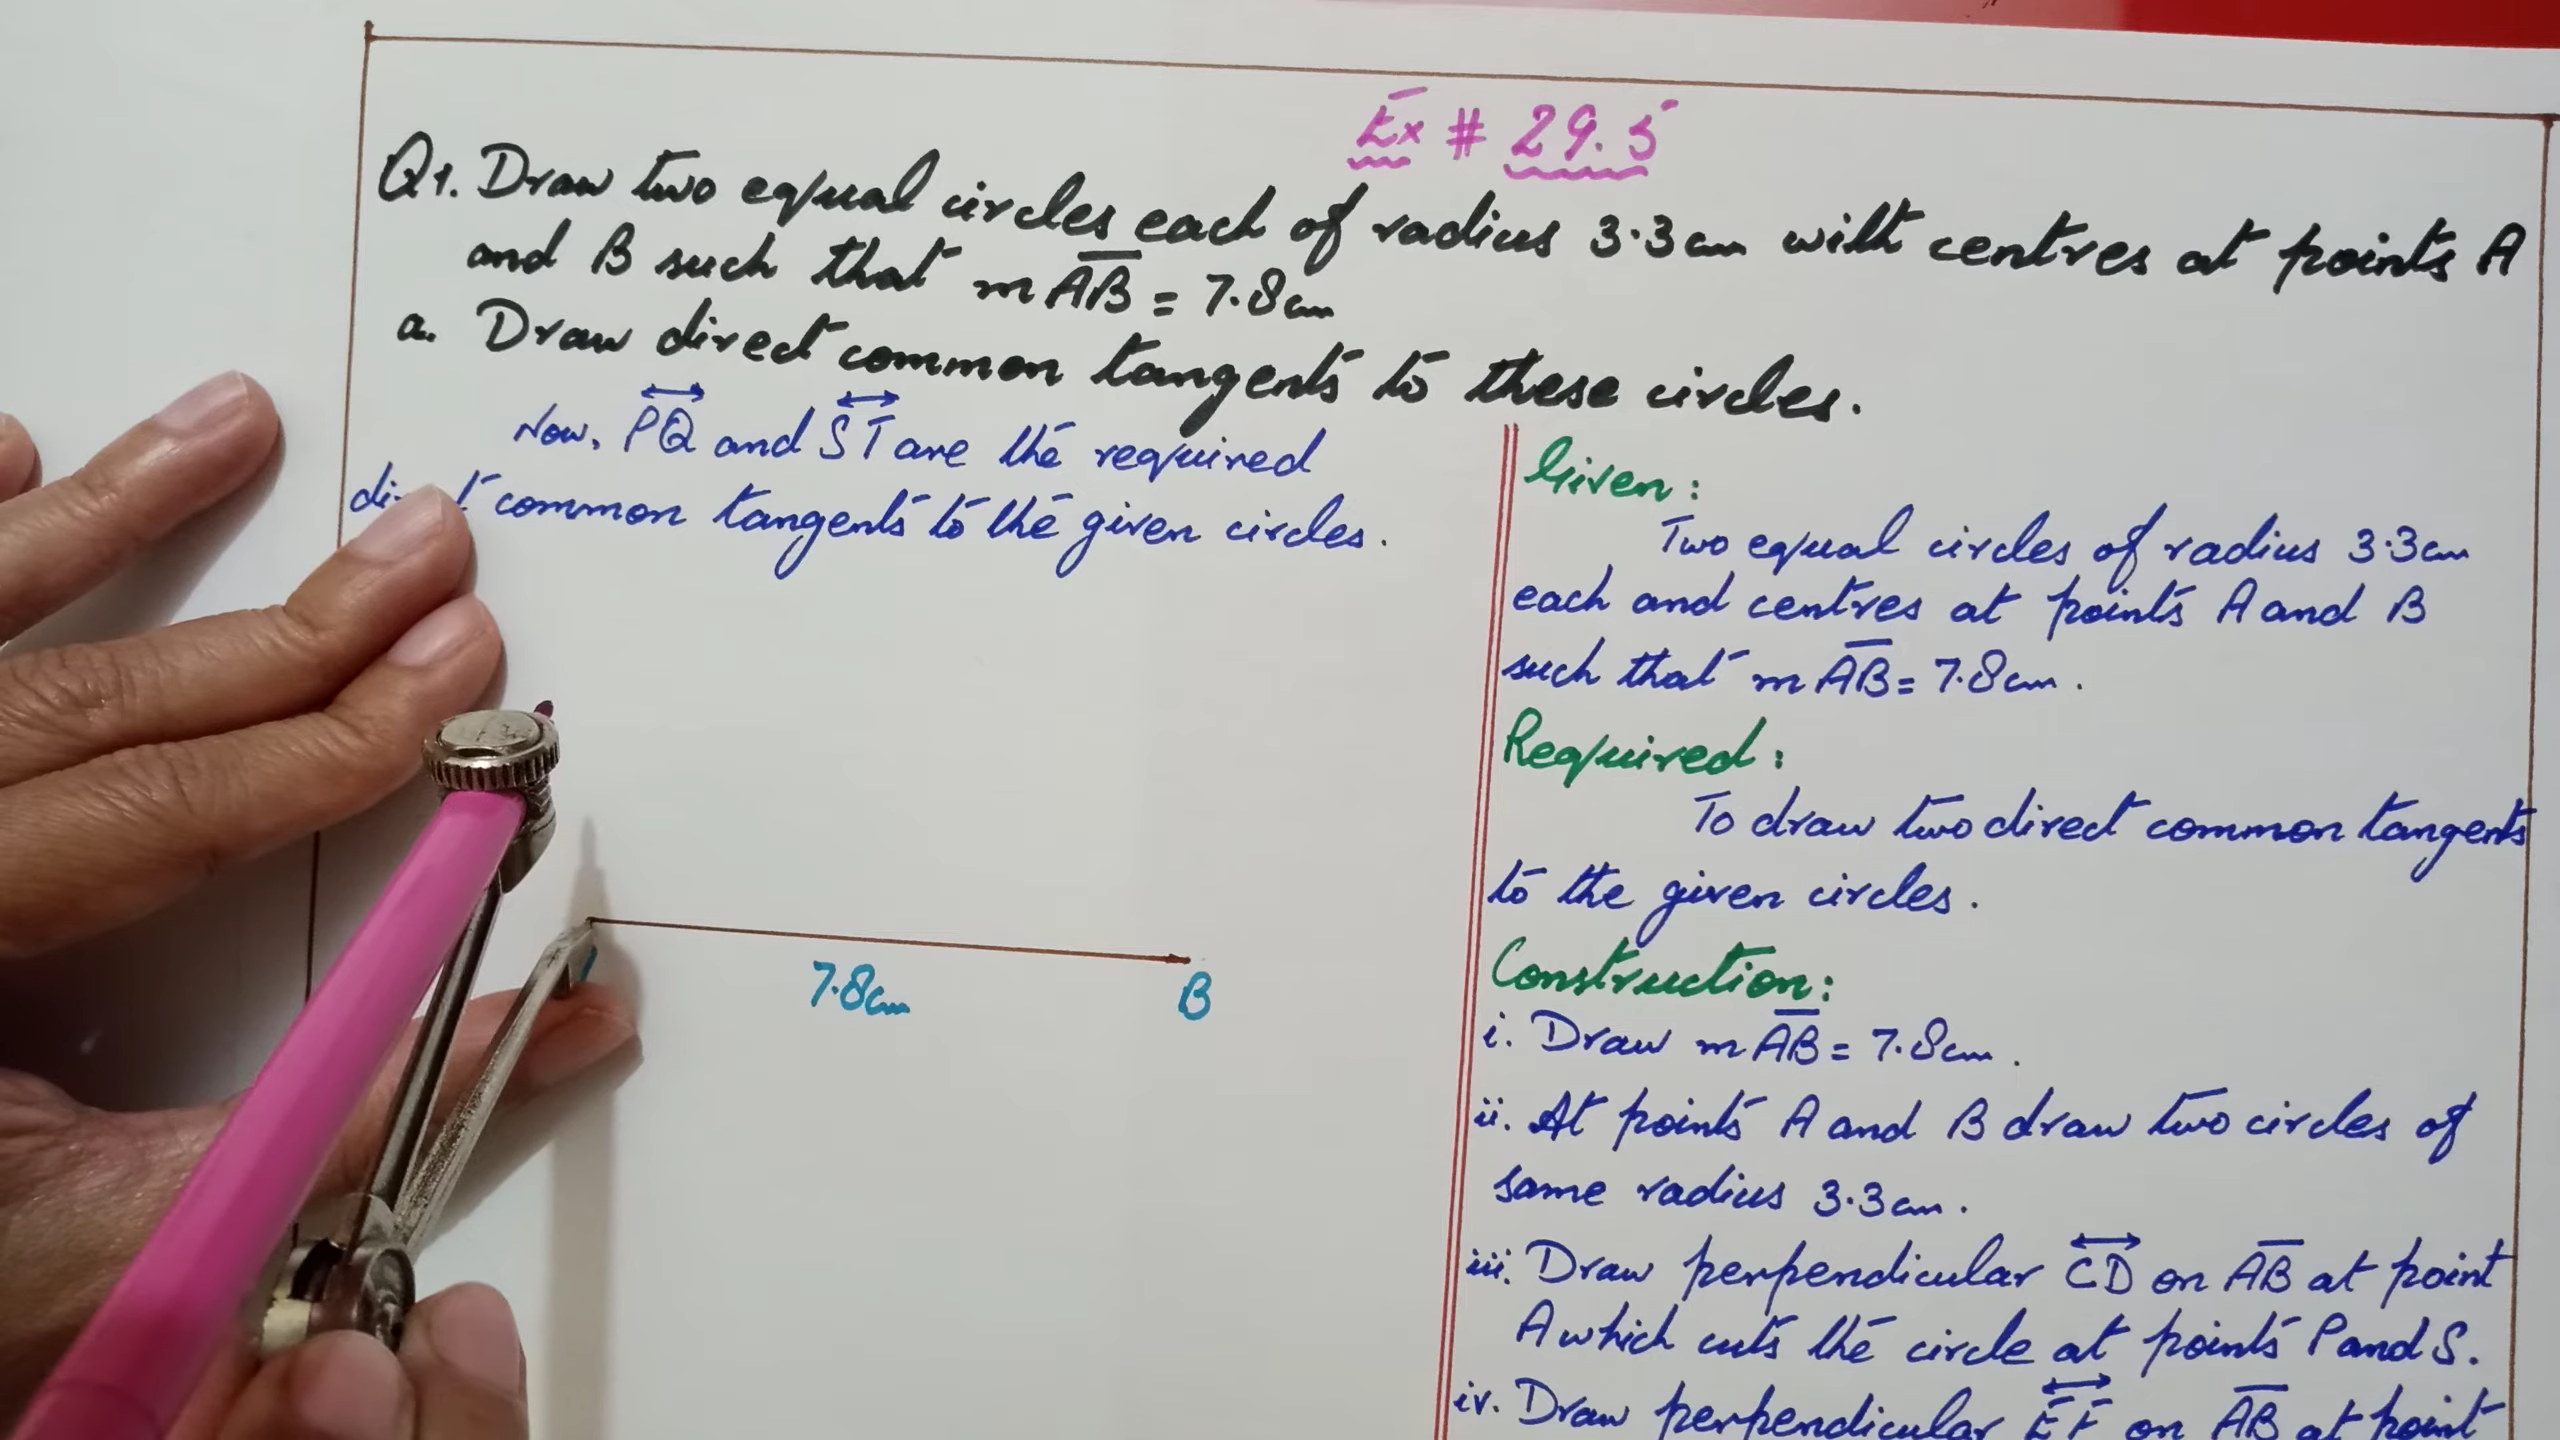 Ex # 29.5
Q1. Draw two equal circles each of radius 3.3cm with centres at points A
and B such that mAB = 7.8cm
a. Draw direct common tangents to these circles.
Now, PQ and ST are the required
common tangents to the given circles.
7.8cm
B
Given:
Two equal circles of radius 3.3cm
each and centres at points A and B
such that mAB = 7.8cm.
Required:
To draw two direct common tangents
to the given circles.
Construction:
i. Draw mAB = 7.8cm.
ii. At points A and B draw two circles of
same radius 3.3cm.
iii. Draw perpendicular CD on AB at point
A which cuts the circle at points P and S.
iv. Draw perpendicular EF on AB at point